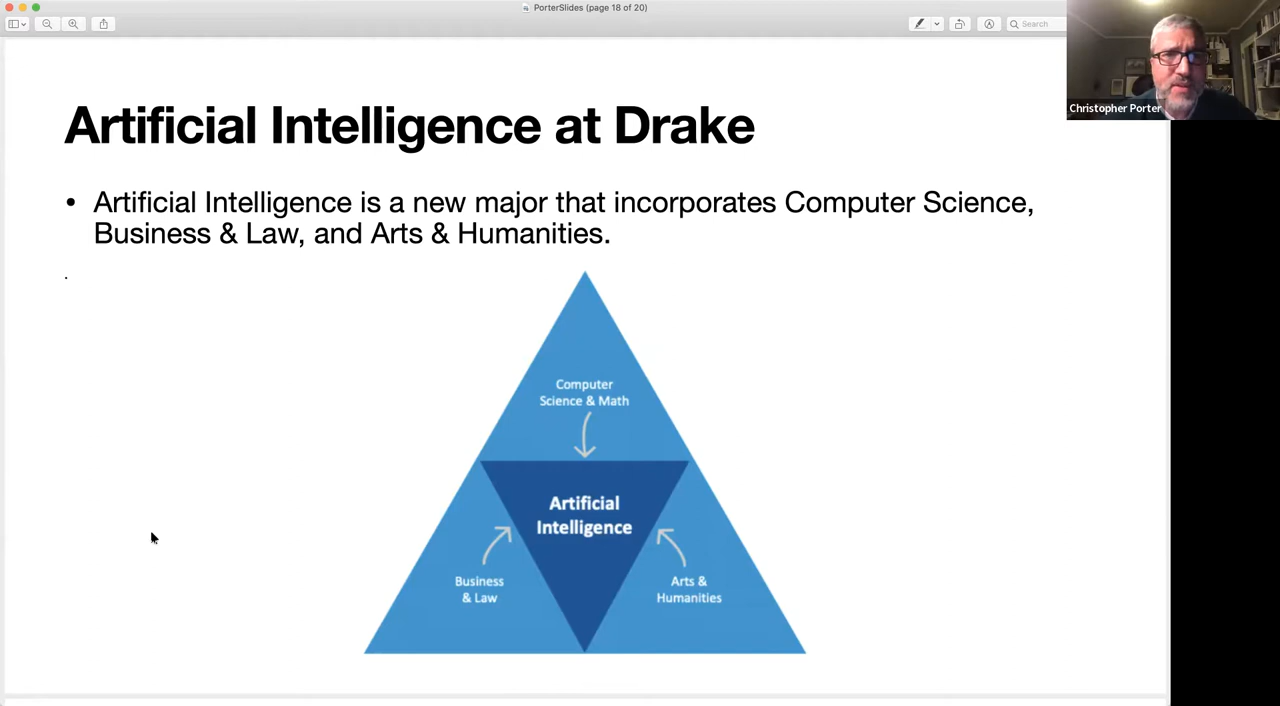 PorterSlides (page 18 of 20)
Search
Christopher Porter
Artificial Intelligence at Drake
• Artificial Intelligence is a new major that incorporates Computer Science,
Business & Law, and Arts & Humanities.
.
Computer
Science & Math
Artificial
Intelligence
Business
& Law
Arts &
Humanities